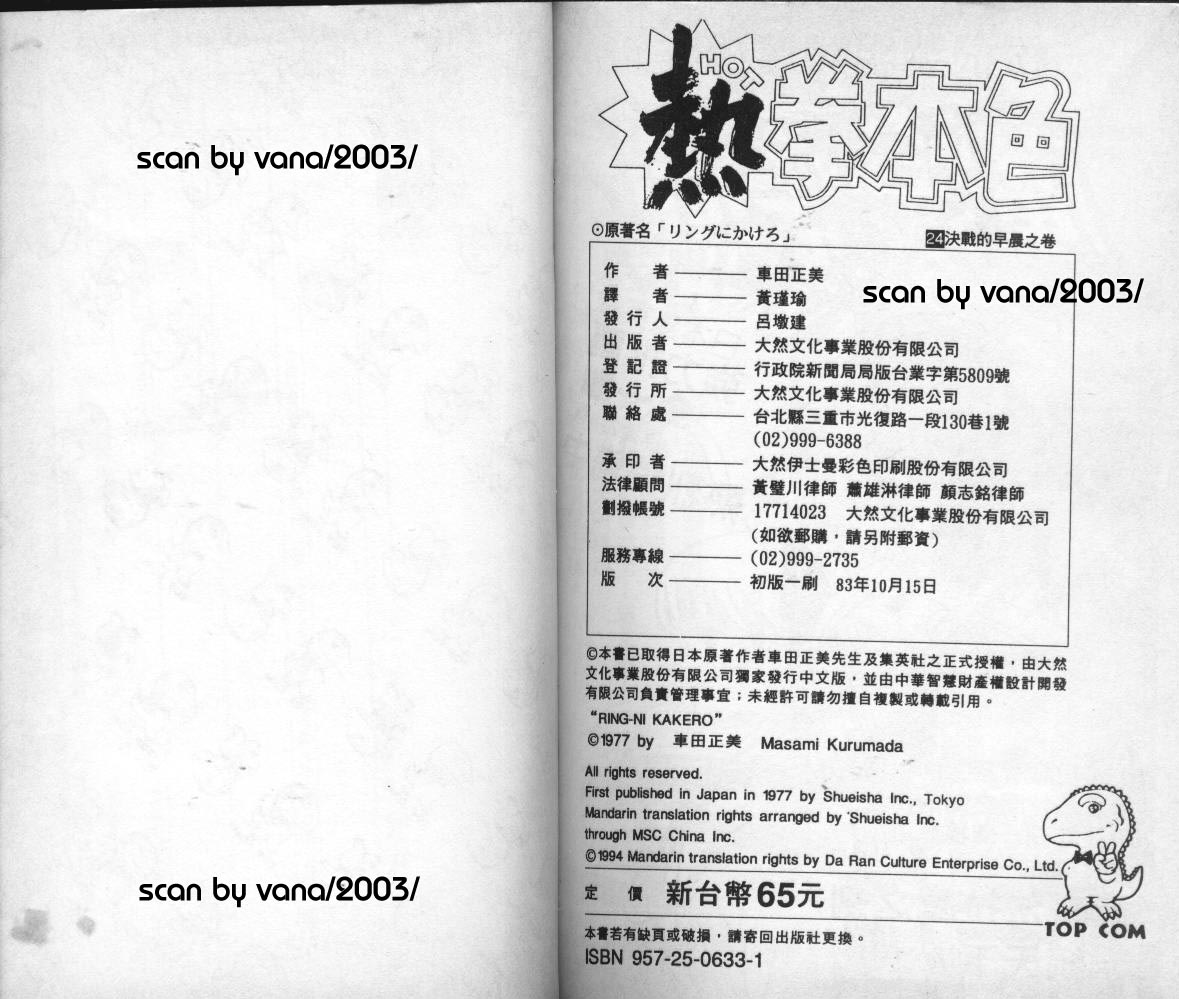 scan by vana/2003/
scan by vana/2003/
熱拳本色
HOT
⊙原著名「リングにかけろ」
24決戰的早晨之卷
作者 車田正美
scan by vana/2003/
譯者 黃瑾瑜
發行人 呂墩建
出版者 大然文化事業股份有限公司
登記證 行政院新聞局局版台業字第5809號
發行所 大然文化事業股份有限公司
聯絡處 台北縣三重市光復路一段130巷1號
(02)999-6388
承印者 大然伊士曼彩色印刷股份有限公司
法律顧問 黃璧川律師 蕭雄淋律師 顏志銘律師
劃撥帳號 17714023 大然文化事業股份有限公司
(如欲郵購，請另附郵資)
服務專線 (02)999-2735
版次 初版一刷 83年10月15日
©本書已取得日本原著作者車田正美先生及集英社之正式授權，由大然
文化事業股份有限公司獨家發行中文版，並由中華智慧財產權設計開發
有限公司負責管理事宜；未經許可請勿擅自複製或轉載引用。
“RING-NI KAKERO”
©1977 by 車田正美 Masami Kurumada
All rights reserved.
First published in Japan in 1977 by Shueisha Inc., Tokyo
Mandarin translation rights arranged by Shueisha Inc.
through MSC China Inc.
©1994 Mandarin translation rights by Da Ran Culture Enterprise Co., Ltd.
定價 新台幣65元
TOP COM
本書若有缺頁或破損，請寄回出版社更換。
ISBN 957-25-0633-1